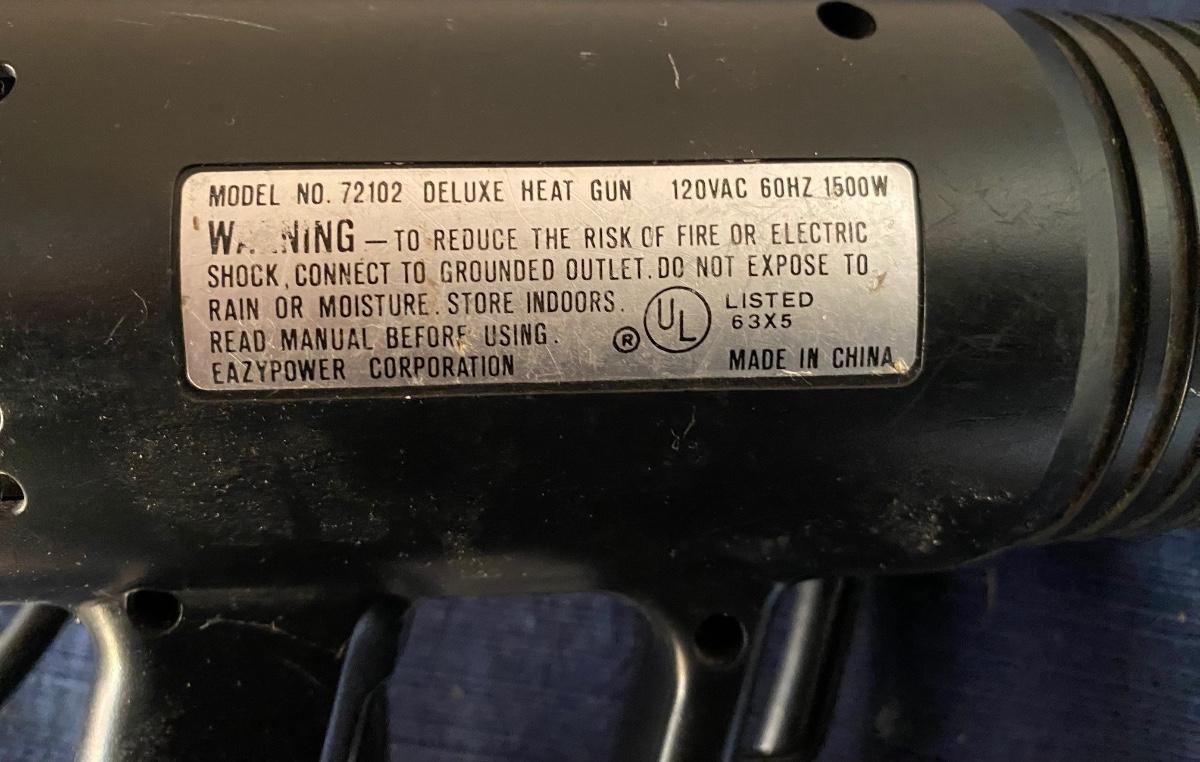 MODEL NO. 72102 DELUXE HEAT GUN 120VAC 60HZ 1500W
— TO REDUCE THE RISK OF FIRE OR ELECTRIC
SHOCK, CONNECT TO GROUNDED OUTLET. DO NOT EXPOSE TO
RAIN OR MOISTURE. STORE INDOORS.
READ MANUAL BEFORE USING.
EAZYPOWER CORPORATION
® UL LISTED
63X5
MADE IN CHINA